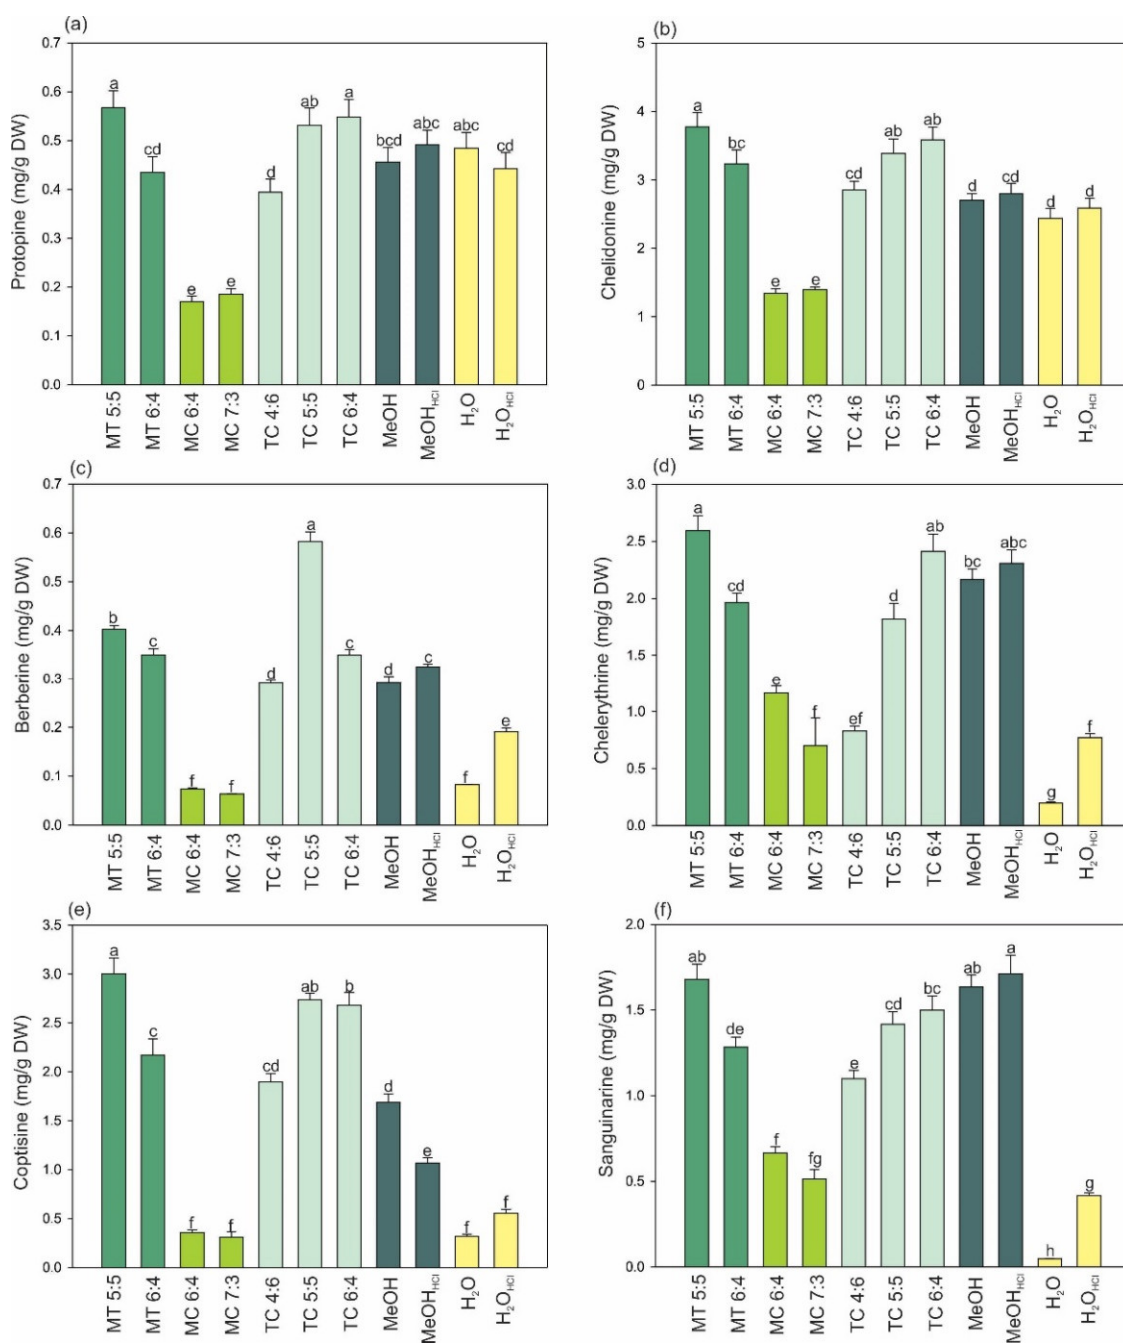 (a)
Protopine (mg/g DW)
0.7
0.6
0.5
0.4
0.3
0.2
0.1
0.0
a cd e e d ab a bcd abc abc cd
MT 5:5 MT 6:4 MC 6:4 MC 7:3 TC 4:6 TC 5:5 TC 6:4 MeOH MeOHHCl H2O H2OHCl
(b)
Chelidonine (mg/g DW)
5
4
3
2
1
0
a bc e e cd ab ab d cd d d
MT 5:5 MT 6:4 MC 6:4 MC 7:3 TC 4:6 TC 5:5 TC 6:4 MeOH MeOHHCl H2O H2OHCl
(c)
Berberine (mg/g DW)
0.7
0.6
0.5
0.4
0.3
0.2
0.1
0.0
b c f f d a c d c f e
MT 5:5 MT 6:4 MC 6:4 MC 7:3 TC 4:6 TC 5:5 TC 6:4 MeOH MeOHHCl H2O H2OHCl
(d)
Chelerythrine (mg/g DW)
3.0
2.5
2.0
1.5
1.0
0.5
0.0
a cd e f ef d ab bc abc g f
MT 5:5 MT 6:4 MC 6:4 MC 7:3 TC 4:6 TC 5:5 TC 6:4 MeOH MeOHHCl H2O H2OHCl
(e)
Coptisine (mg/g DW)
3.5
3.0
2.5
2.0
1.5
1.0
0.5
0.0
a c f f cd ab b d e f f
MT 5:5 MT 6:4 MC 6:4 MC 7:3 TC 4:6 TC 5:5 TC 6:4 MeOH MeOHHCl H2O H2OHCl
(f)
Sanguinarine (mg/g DW)
2.0
1.5
1.0
0.5
0.0
ab de f fg e cd bc ab a h g
MT 5:5 MT 6:4 MC 6:4 MC 7:3 TC 4:6 TC 5:5 TC 6:4 MeOH MeOHHCl H2O H2OHCl